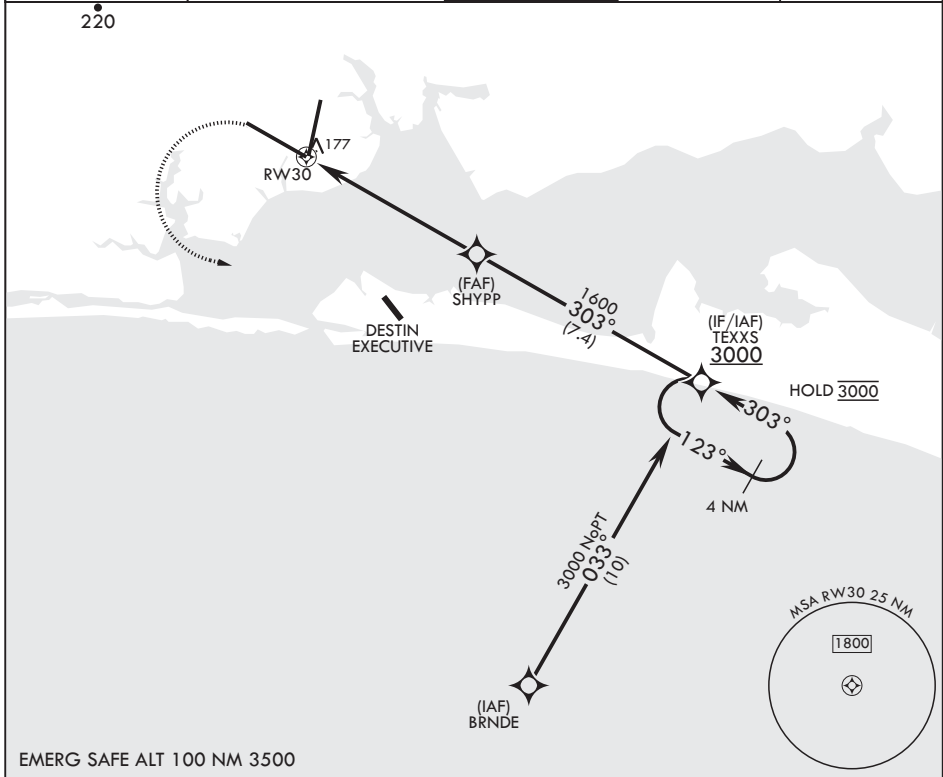 220
177
RW30
(FAF)
SHYPP
DESTIN
EXECUTIVE
1600
303°
(7.4)
(IF/IAF)
TEXXS
3000
HOLD 3000
303°
123°
4 NM
3000 NoPT
033°
(10)
(IAF)
BRNDE
MSA RW30 25 NM
1800
EMERG SAFE ALT 100 NM 3500